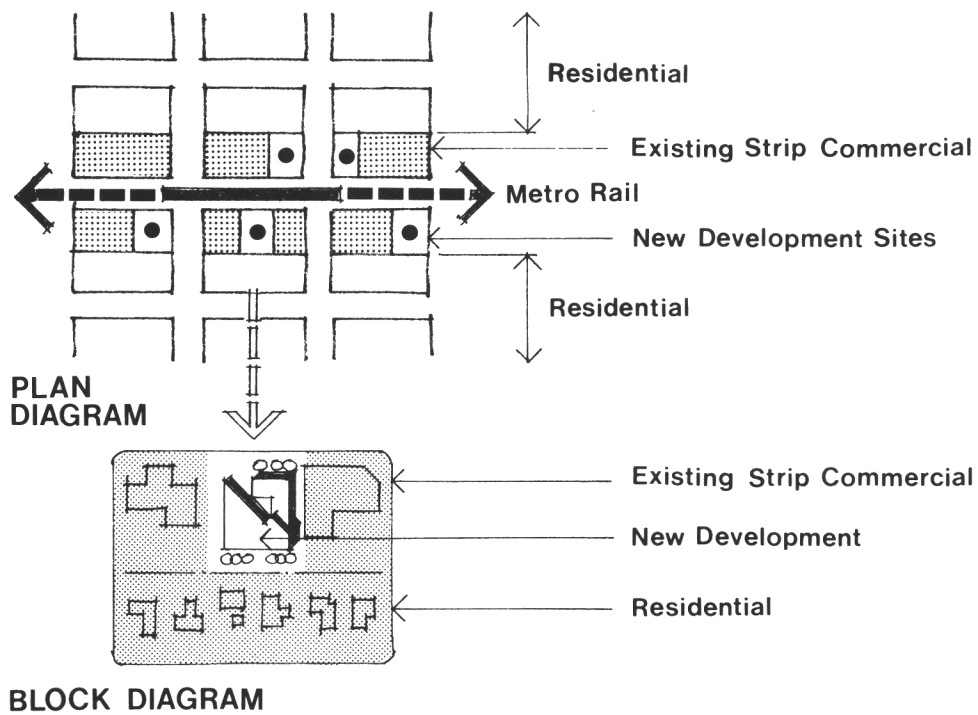 Residential
Existing Strip Commercial
Metro Rail
New Development Sites
Residential
PLAN
DIAGRAM
Existing Strip Commercial
New Development
Residential
BLOCK DIAGRAM